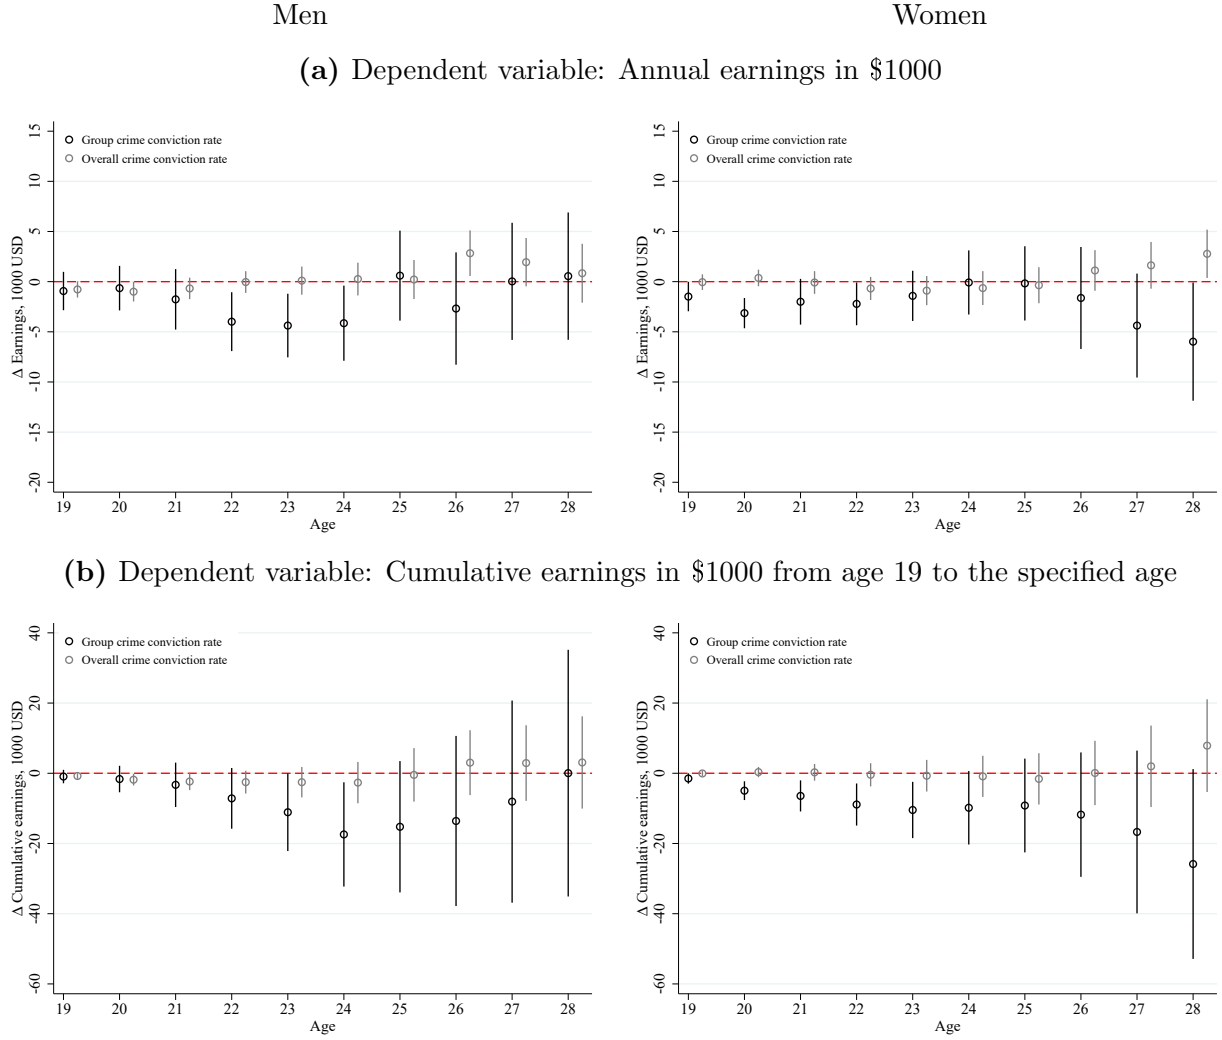 Men Women
(a) Dependent variable: Annual earnings in $1000
Group crime conviction rate
Overall crime conviction rate
Δ Earnings, 1000 USD
15
10
5
0
-5
-10
-15
-20
19 20 21 22 23 24 25 26 27 28
Age
Group crime conviction rate
Overall crime conviction rate
Δ Earnings, 1000 USD
15
10
5
0
-5
-10
-15
-20
19 20 21 22 23 24 25 26 27 28
Age
(b) Dependent variable: Cumulative earnings in $1000 from age 19 to the specified age
Group crime conviction rate
Overall crime conviction rate
Δ Cumulative earnings, 1000 USD
40
20
0
-20
-40
-60
19 20 21 22 23 24 25 26 27 28
Age
Group crime conviction rate
Overall crime conviction rate
Δ Cumulative earnings, 1000 USD
40
20
0
-20
-40
-60
19 20 21 22 23 24 25 26 27 28
Age